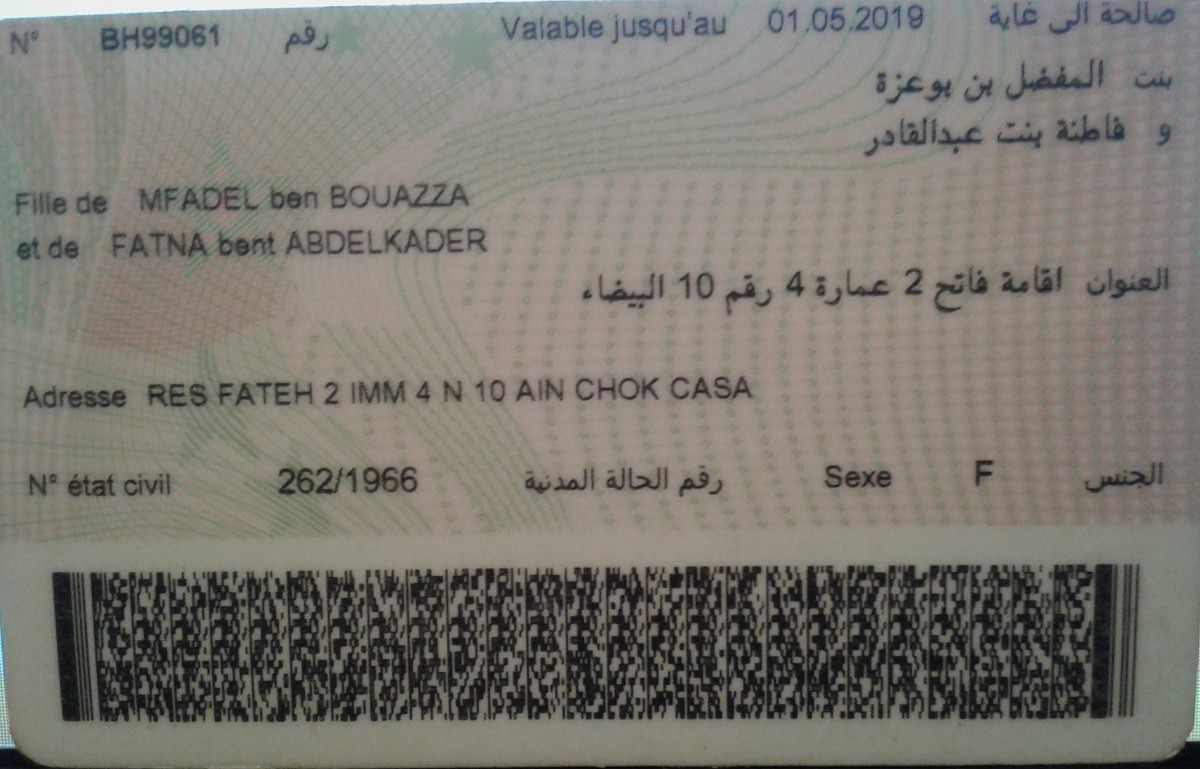 N° BH99061 رقم Valable jusqu'au 01.05.2019 صالحة الى غاية
بنت المفضل بن بوعزة
و فاطنة بنت عبدالقادر
Fille de MFADEL ben BOUAZZA
et de FATNA bent ABDELKADER
العنوان اقامة فاتح 2 عمارة 4 رقم 10 البيضاء
Adresse RES FATEH 2 IMM 4 N 10 AIN CHOK CASA
N° état civil 262/1966 رقم الحالة المدنية Sexe F الجنس